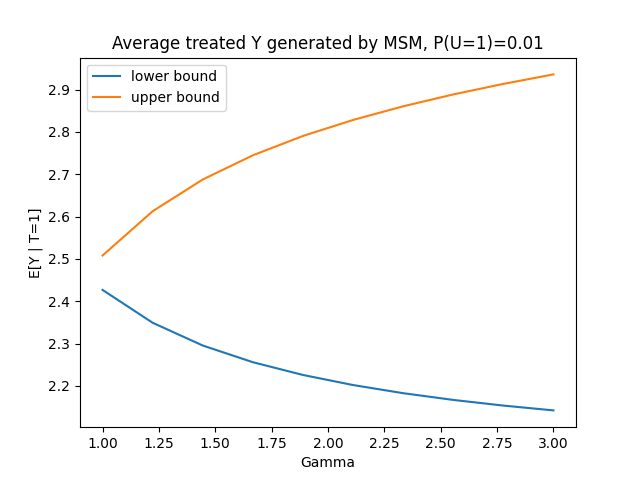 Average treated Y generated by MSM, P(U=1)=0.01
lower bound
upper bound
E[Y | T=1]
2.9
2.8
2.7
2.6
2.5
2.4
2.3
2.2
1.00 1.25 1.50 1.75 2.00 2.25 2.50 2.75 3.00
Gamma